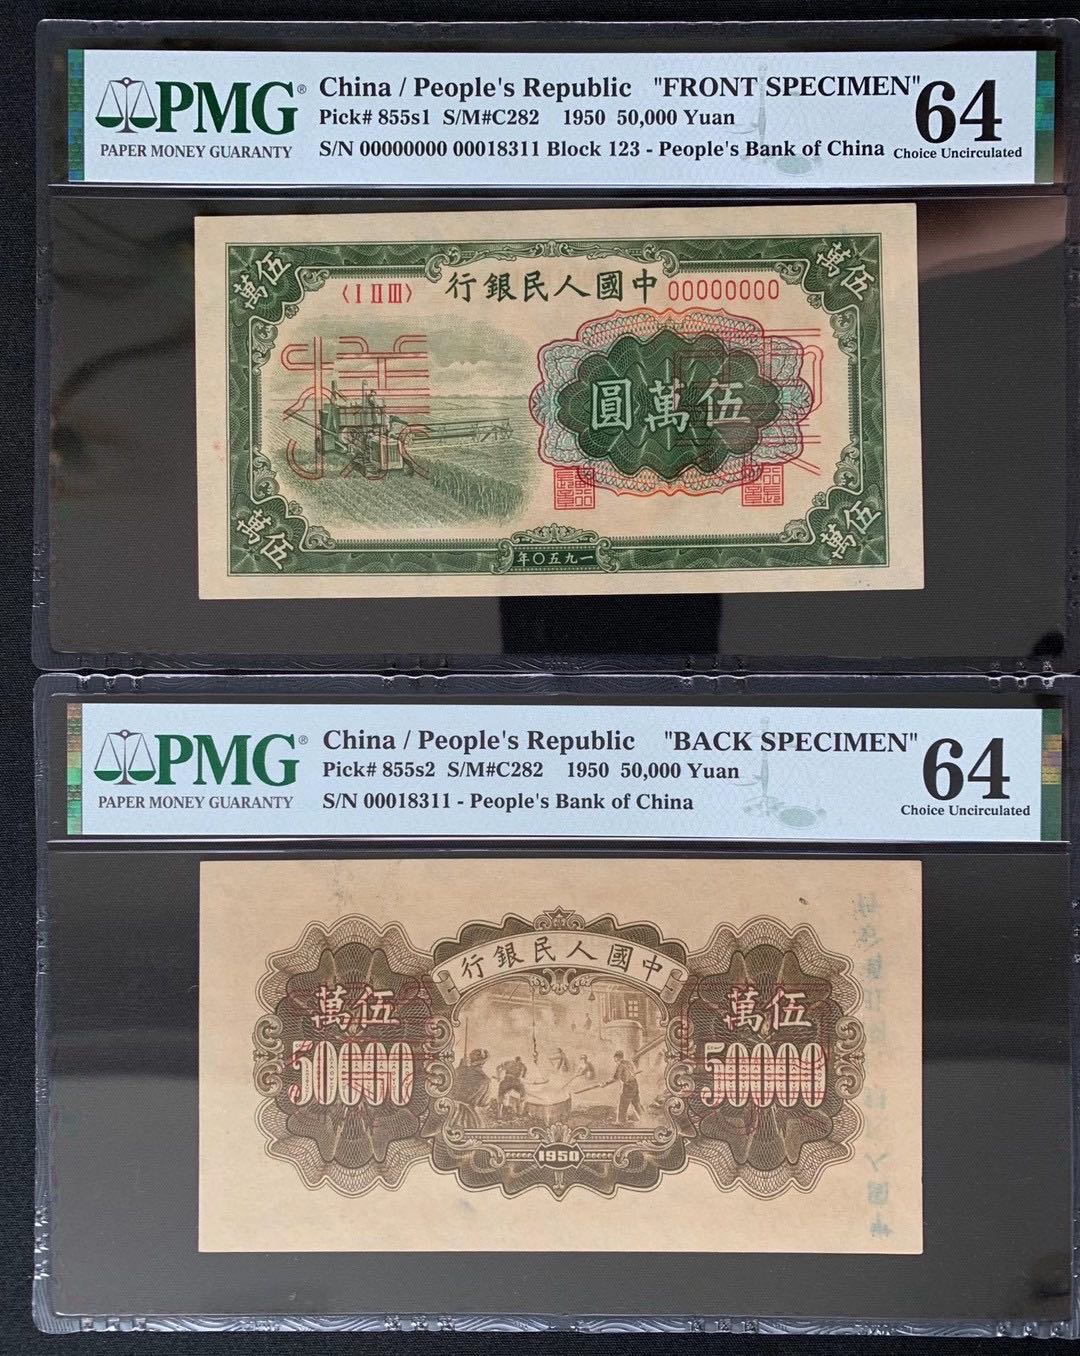 PMG®
PAPER MONEY GUARANTY
China / People's Republic "FRONT SPECIMEN"
Pick# 855s1 S/M#C282 1950 50,000 Yuan
S/N 00000000 00018311 Block 123 - People's Bank of China
64
Choice Uncirculated
伍萬
伍萬
〈I II III〉
行銀民人國中
00000000
樣
票
圓萬伍
伍萬
伍萬
年〇五九一
PMG®
PAPER MONEY GUARANTY
China / People's Republic "BACK SPECIMEN"
Pick# 855s2 S/M#C282 1950 50,000 Yuan
S/N 00018311 - People's Bank of China
64
Choice Uncirculated
行銀民人國中
萬伍
50000
萬伍
50000
1950